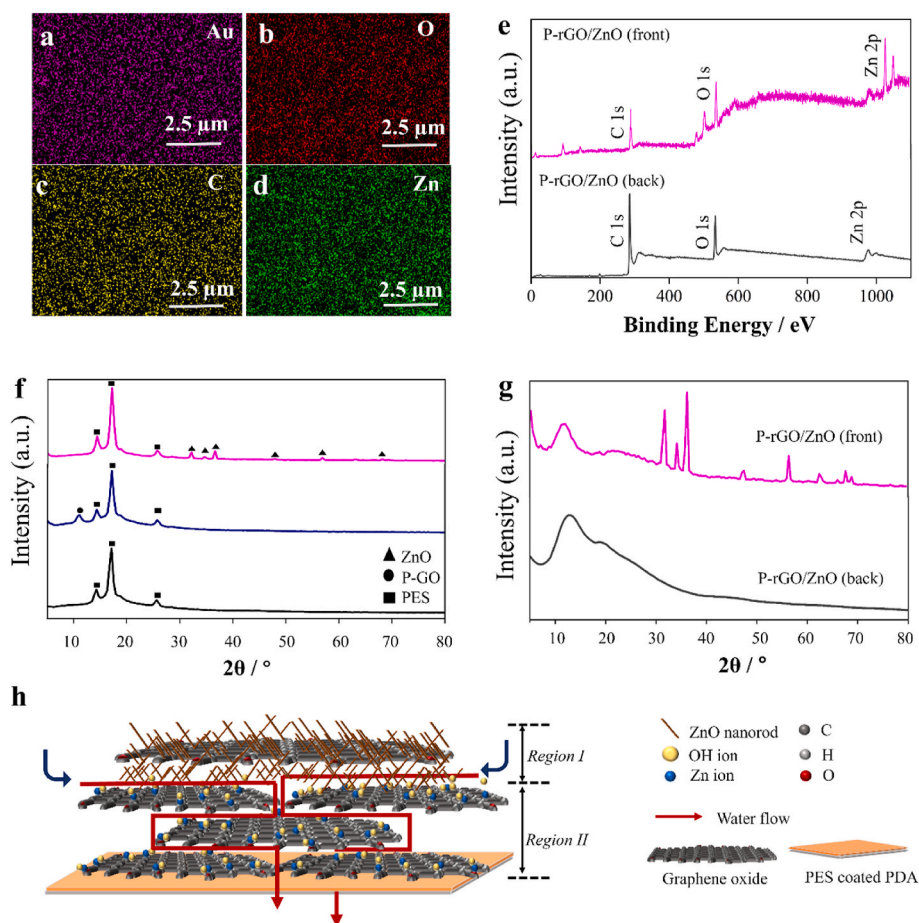 a
Au
2.5 µm
b
O
2.5 µm
c
C
2.5 µm
d
Zn
2.5 µm
e
P-rGO/ZnO (front)
C 1s
O 1s
Zn 2p
P-rGO/ZnO (back)
C 1s
O 1s
Zn 2p
Intensity (a.u.)
0 200 400 600 800 1000
Binding Energy / eV
f
Intensity (a.u.)
ZnO
P-GO
PES
10 20 30 40 50 60 70 80
2θ / °
g
Intensity (a.u.)
P-rGO/ZnO (front)
P-rGO/ZnO (back)
10 20 30 40 50 60 70 80
2θ / °
h
Region I
Region II
ZnO nanorod
OH ion
Zn ion
C
H
O
Water flow
Graphene oxide
PES coated PDA